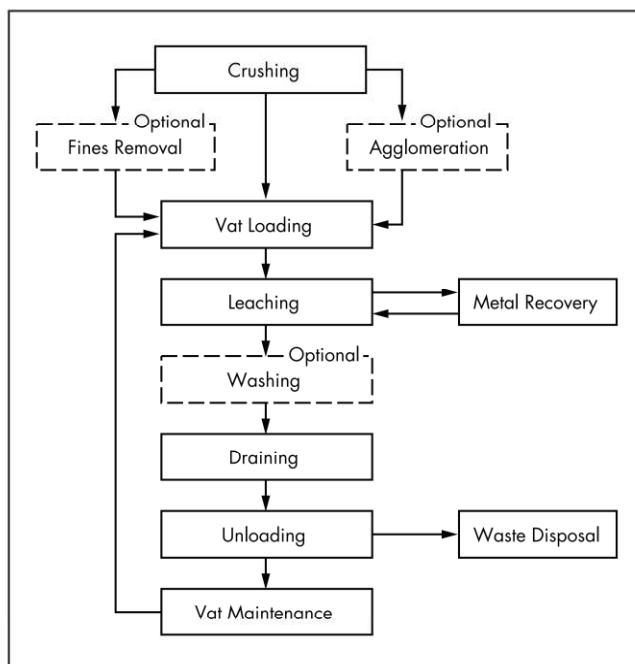 Crushing
Optional
Fines Removal
Optional
Agglomeration
Vat Loading
Leaching
Metal Recovery
Optional
Washing
Draining
Unloading
Waste Disposal
Vat Maintenance